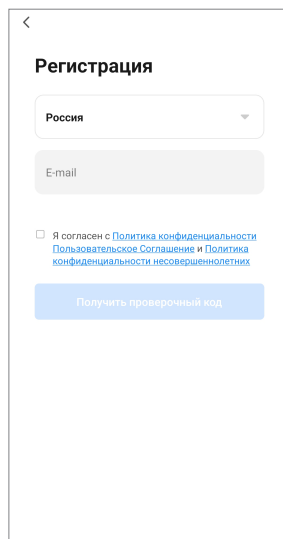 Регистрация
Россия
E-mail
Я согласен с Политика конфиденциальности
Пользовательское Соглашение и Политика
конфиденциальности несовершеннолетних
Получить проверочный код